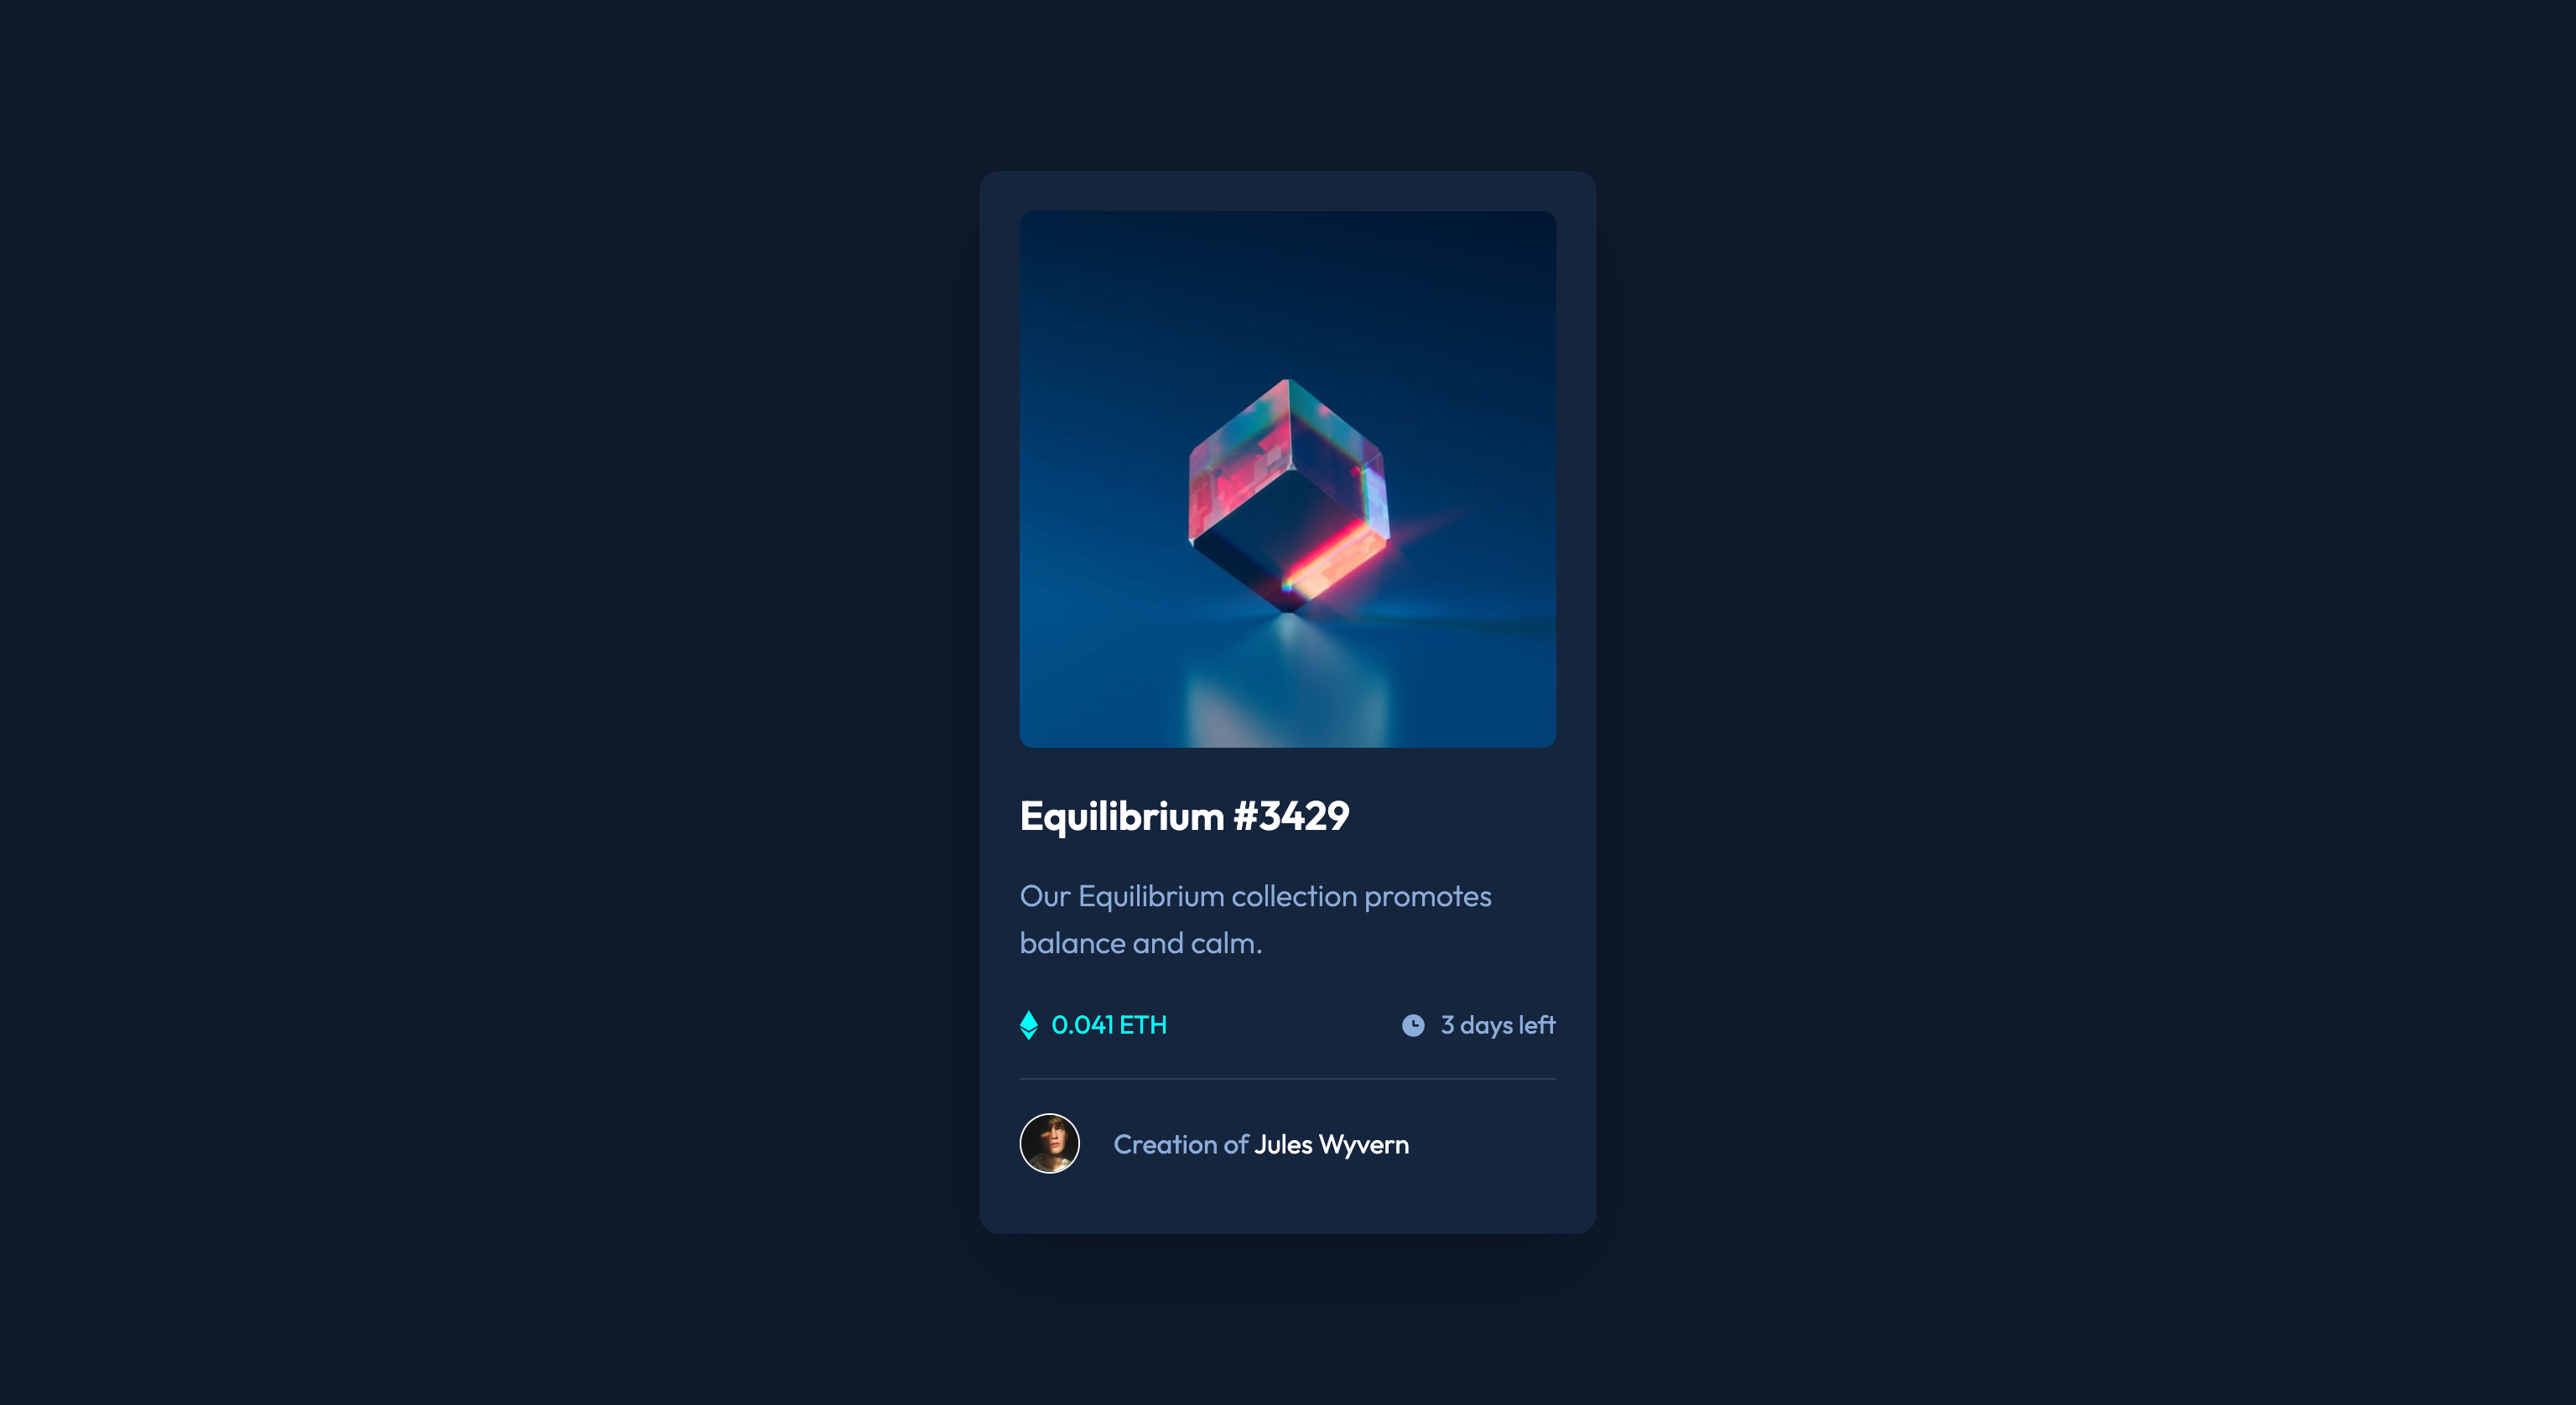 Equilibrium #3429
Our Equilibrium collection promotes
balance and calm.
0.041 ETH
3 days left
Creation of Jules Wyvern